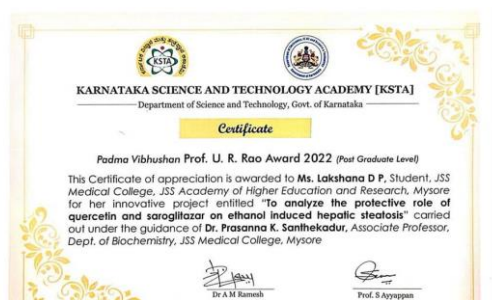 KSTA
KARNATAKA SCIENCE AND TECHNOLOGY ACADEMY [KSTA]
Department of Science and Technology, Govt. of Karnataka
Certificate
Padma Vibhushan Prof. U. R. Rao Award 2022 (Post Graduate Level)
This Certificate of appreciation is awarded to Ms. Lakshana D P, Student, JSS
Medical College, JSS Academy of Higher Education and Research, Mysore
for her innovative project entitled "To analyze the protective role of
quercetin and saroglitazar on ethanol induced hepatic steatosis" carried
out under the guidance of Dr. Prasanna K. Santhekadur, Associate Professor,
Dept. of Biochemistry, JSS Medical College, Mysore
Dr A M Ramesh
Prof. S Ayyappan